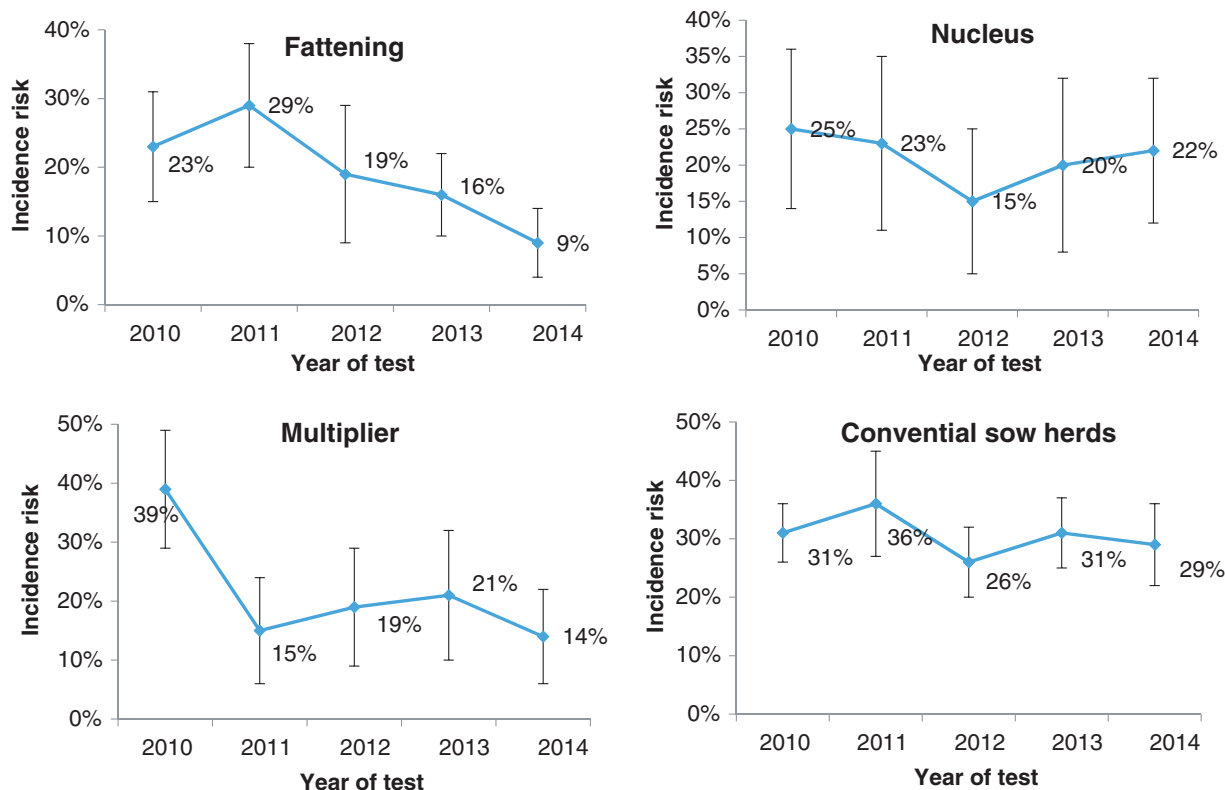 Fattening
Incidence risk
40%
30%
20%
10%
0%
23%
29%
19%
16%
9%
2010 2011 2012 2013 2014
Year of test
Nucleus
Incidence risk
40%
35%
30%
25%
20%
15%
10%
5%
0%
25%
23%
15%
20%
22%
2010 2011 2012 2013 2014
Year of test
Multiplier
Incidence risk
50%
40%
30%
20%
10%
0%
39%
15%
19%
21%
14%
2010 2011 2012 2013 2014
Year of test
Convential sow herds
Incidence risk
50%
40%
30%
20%
10%
0%
31%
36%
26%
31%
29%
2010 2011 2012 2013 2014
Year of test